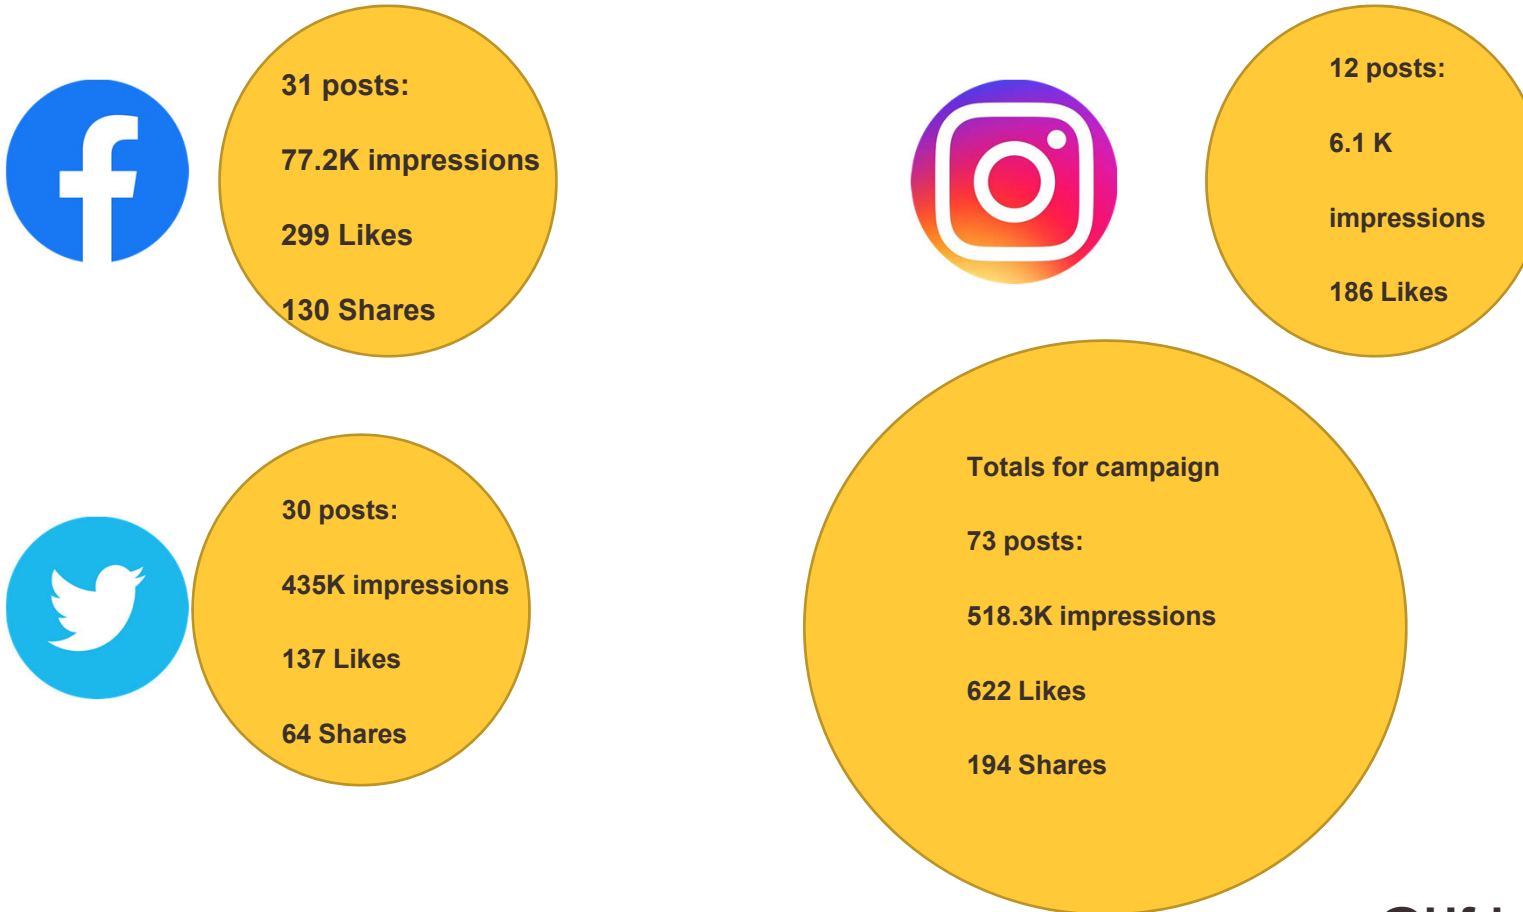 31 posts:
77.2K impressions
299 Likes
130 Shares
12 posts:
6.1 K
impressions
186 Likes
30 posts:
435K impressions
137 Likes
64 Shares
Totals for campaign
73 posts:
518.3K impressions
622 Likes
194 Shares